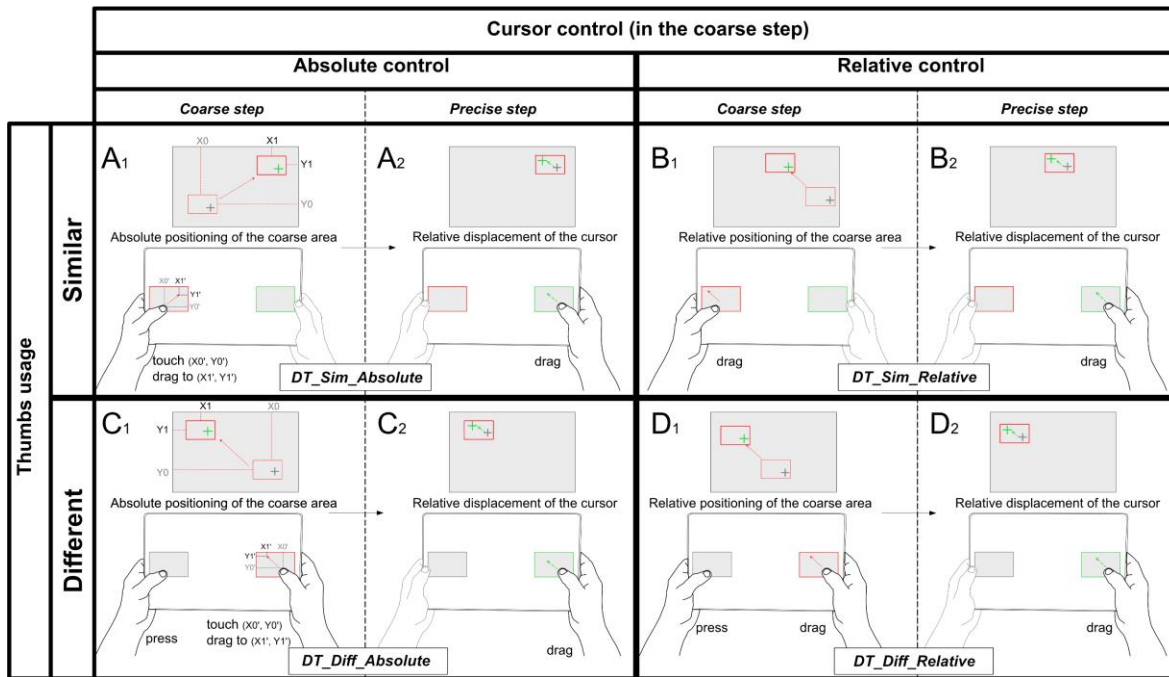 Cursor control (in the coarse step)
Absolute control
Relative control
Coarse step
Precise step
Coarse step
Precise step
Thumbs usage
Similar
A1
X0
X1
Y1
Y0
Absolute positioning of the coarse area
X0' X1'
Y1'
Y0'
touch (X0', Y0')
drag to (X1', Y1')
A2
Relative displacement of the cursor
drag
DT_Sim_Absolute
B1
Relative positioning of the coarse area
drag
B2
Relative displacement of the cursor
drag
DT_Sim_Relative
Different
C1
X1
X0
Y1
Y0
Absolute positioning of the coarse area
X1' X0'
Y1'
Y0'
press
touch (X0', Y0')
drag to (X1', Y1')
C2
Relative displacement of the cursor
drag
DT_Diff_Absolute
D1
Relative positioning of the coarse area
press
drag
D2
Relative displacement of the cursor
drag
DT_Diff_Relative